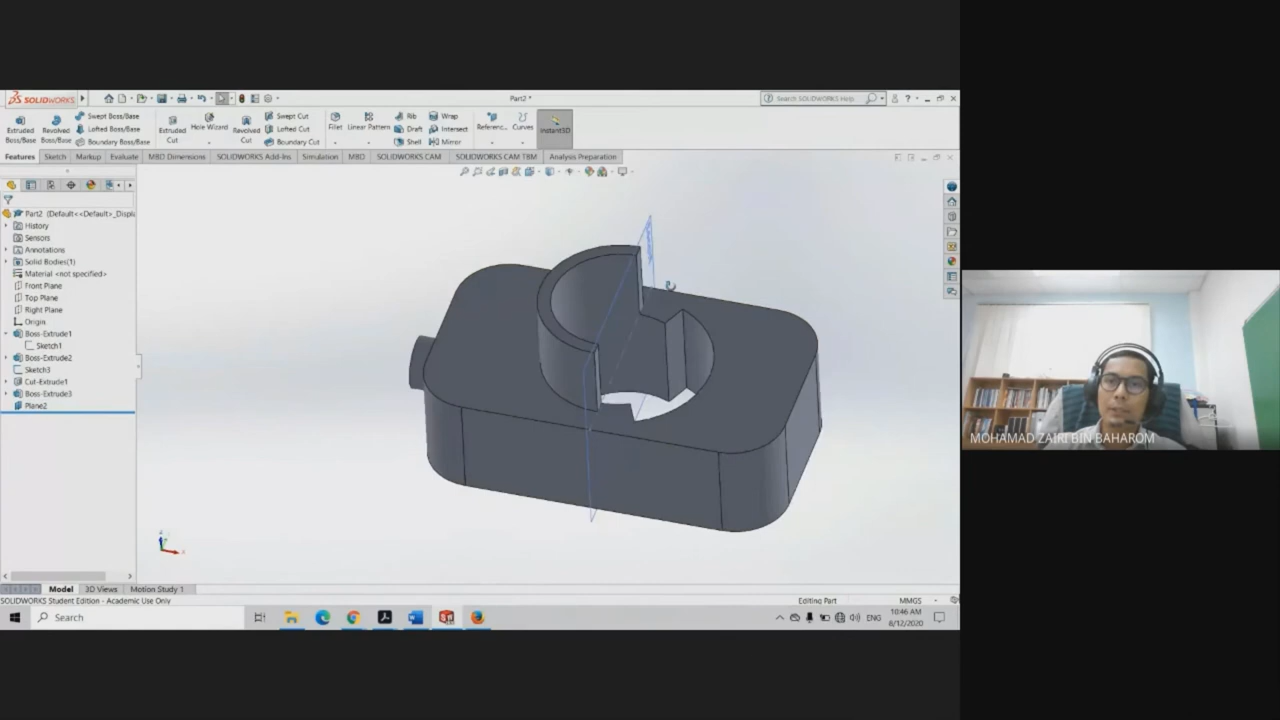 SOLIDWORKS
Part2 *
Search SOLIDWORKS Help
Extruded Boss/Base
Revolved Boss/Base
Swept Boss/Base
Lofted Boss/Base
Boundary Boss/Base
Extruded Cut
Hole Wizard
Revolved Cut
Swept Cut
Lofted Cut
Boundary Cut
Fillet
Linear Pattern
Rib
Draft
Shell
Wrap
Intersect
Mirror
Referenc...
Curves
Instant3D
Features
Sketch
Markup
Evaluate
MBD Dimensions
SOLIDWORKS Add-Ins
Simulation
MBD
SOLIDWORKS CAM
SOLIDWORKS CAM TBM
Analysis Preparation
Part2 (Default<<Default>_Displa
History
Sensors
Annotations
Solid Bodies(1)
Material <not specified>
Front Plane
Top Plane
Right Plane
Origin
Boss-Extrude1
Sketch1
Boss-Extrude2
Sketch3
Cut-Extrude1
Boss-Extrude3
Plane2
MOHAMAD ZAIRI BIN BAHAROM
Model
3D Views
Motion Study 1
SOLIDWORKS Student Edition - Academic Use Only
Editing Part
MMGS
Search
ENG
10:46 AM
8/12/2020